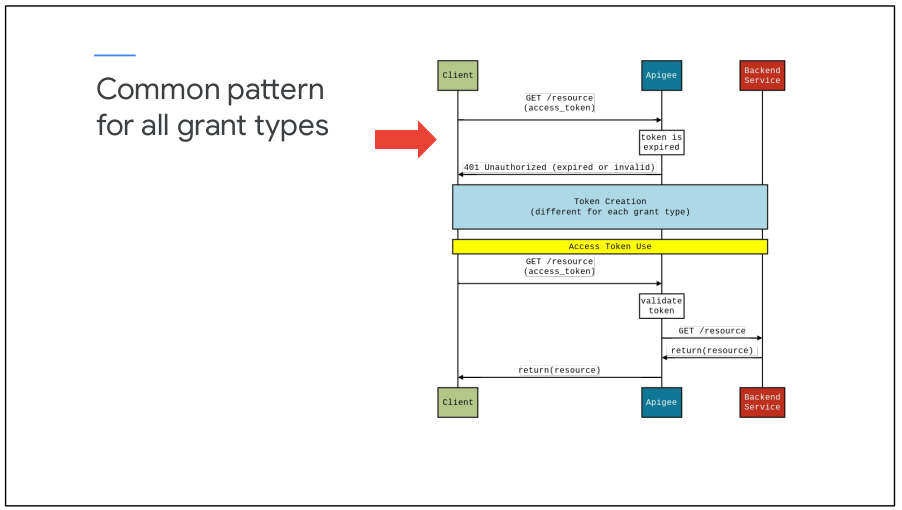 Common pattern
for all grant types
Client
Apigee
Backend
Service
GET /resource
(access_token)
token is
expired
401 Unauthorized (expired or invalid)
Token Creation
(different for each grant type)
Access Token Use
GET /resource
(access_token)
validate
token
GET /resource
return(resource)
return(resource)
Client
Apigee
Backend
Service